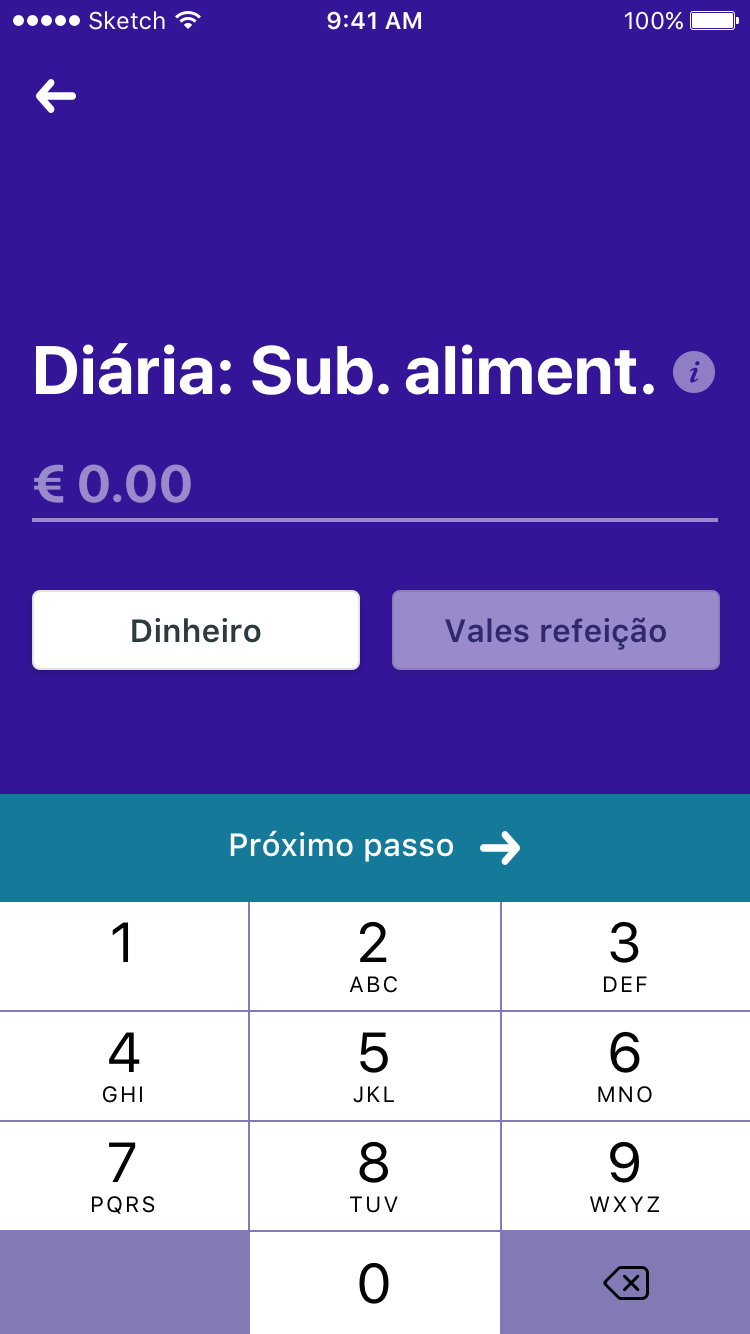 Sketch 9:41 AM 100%
Diária: Sub. aliment. i
€ 0.00
Dinheiro Vales refeição
Próximo passo
1 2 3
ABC DEF
4 5 6
GHI JKL MNO
7 8 9
PQRS TUV WXYZ
0